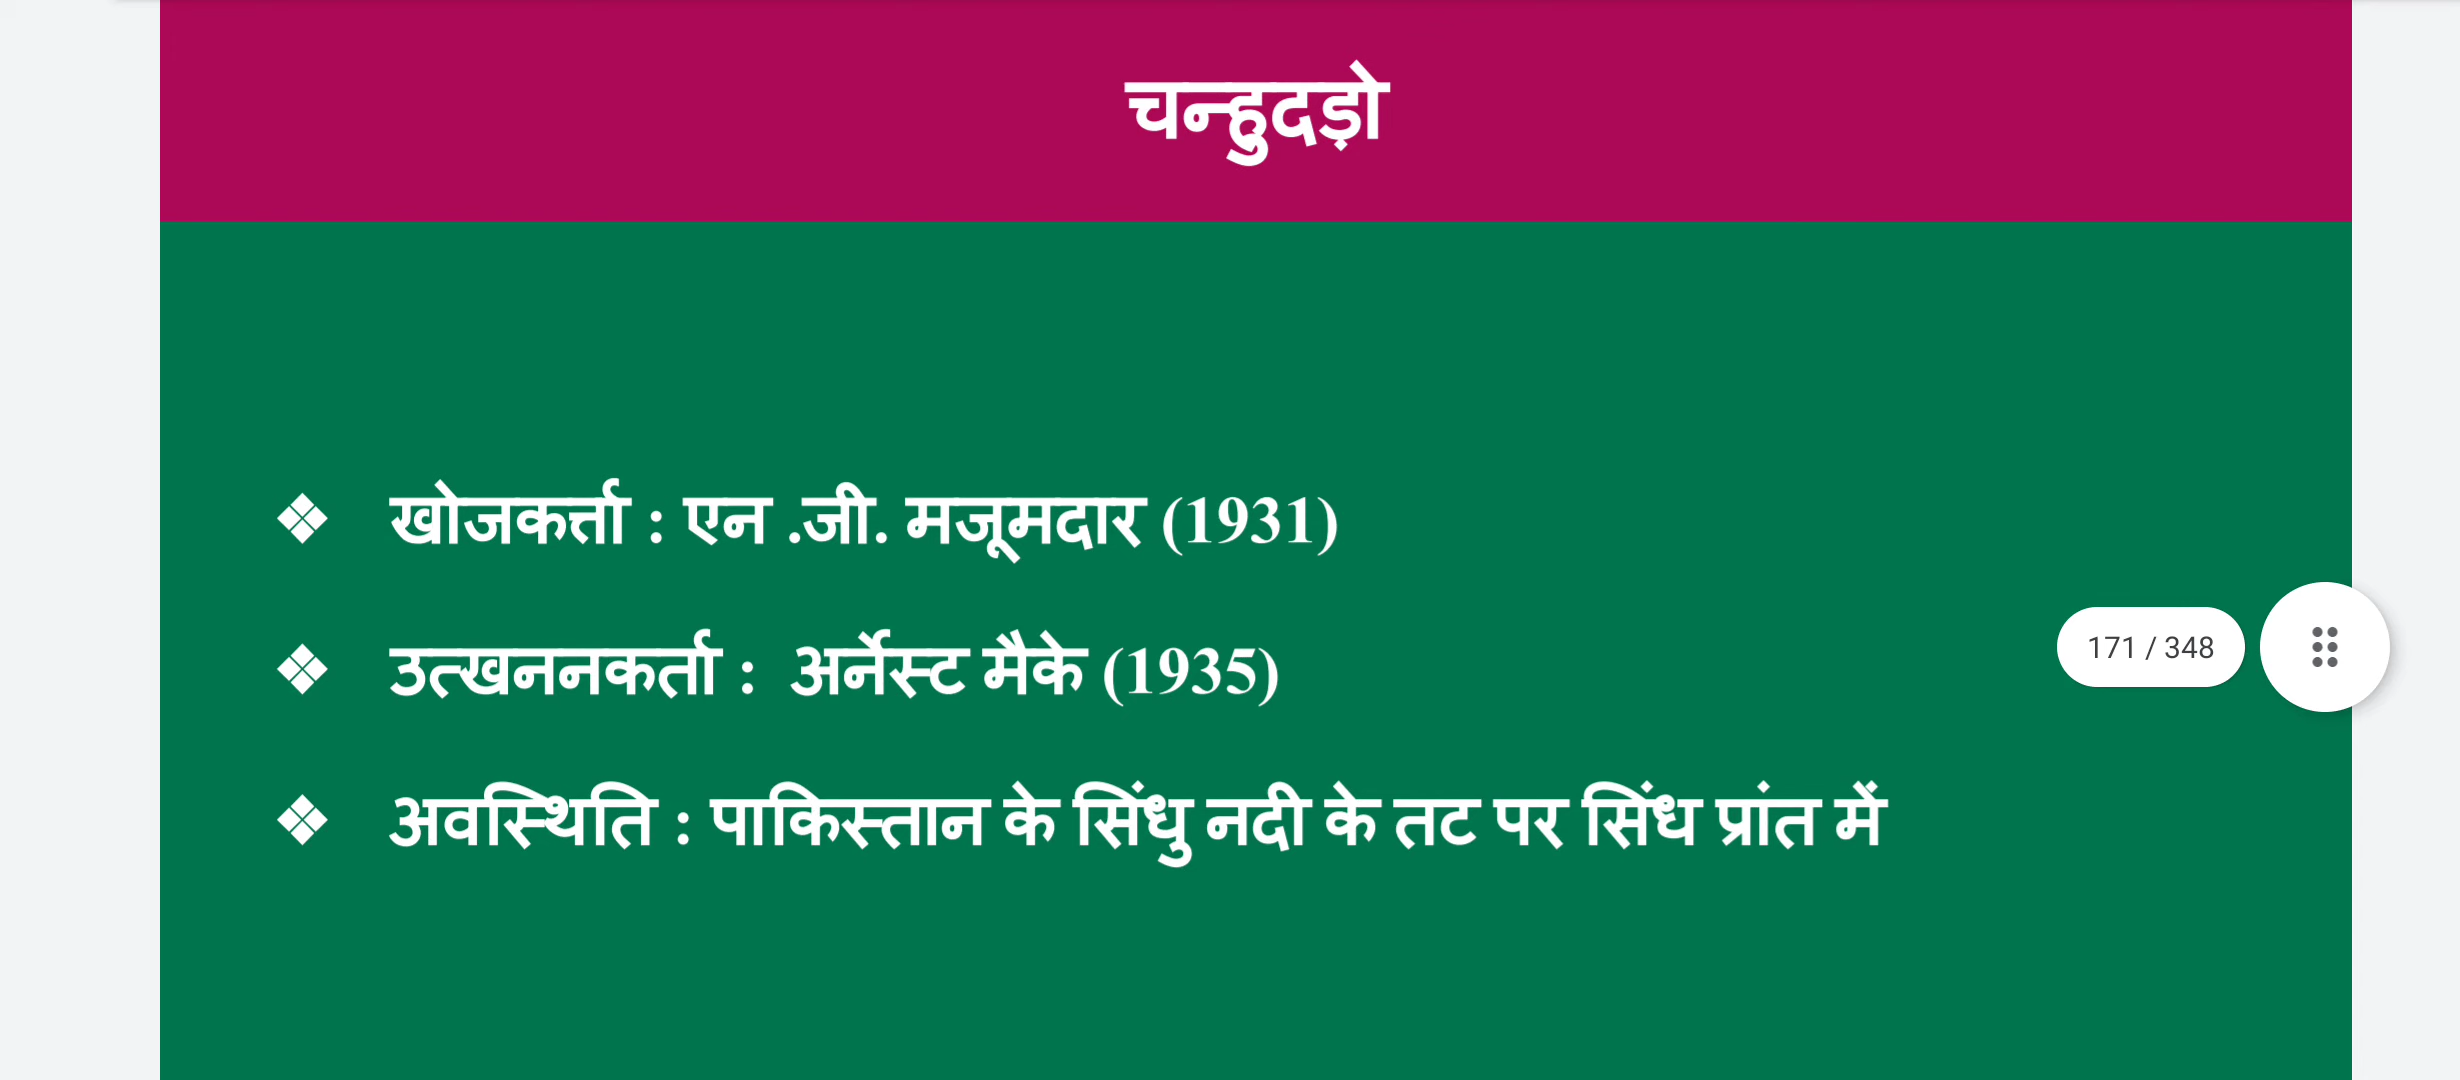 चन्हुदड़ो
❖ खोजकर्त्ता : एन .जी. मजूमदार (1931)
❖ उत्खननकर्ता : अर्नेस्ट मैके (1935)
171 / 348
❖ अवस्थिति : पाकिस्तान के सिंधु नदी के तट पर सिंध प्रांत में